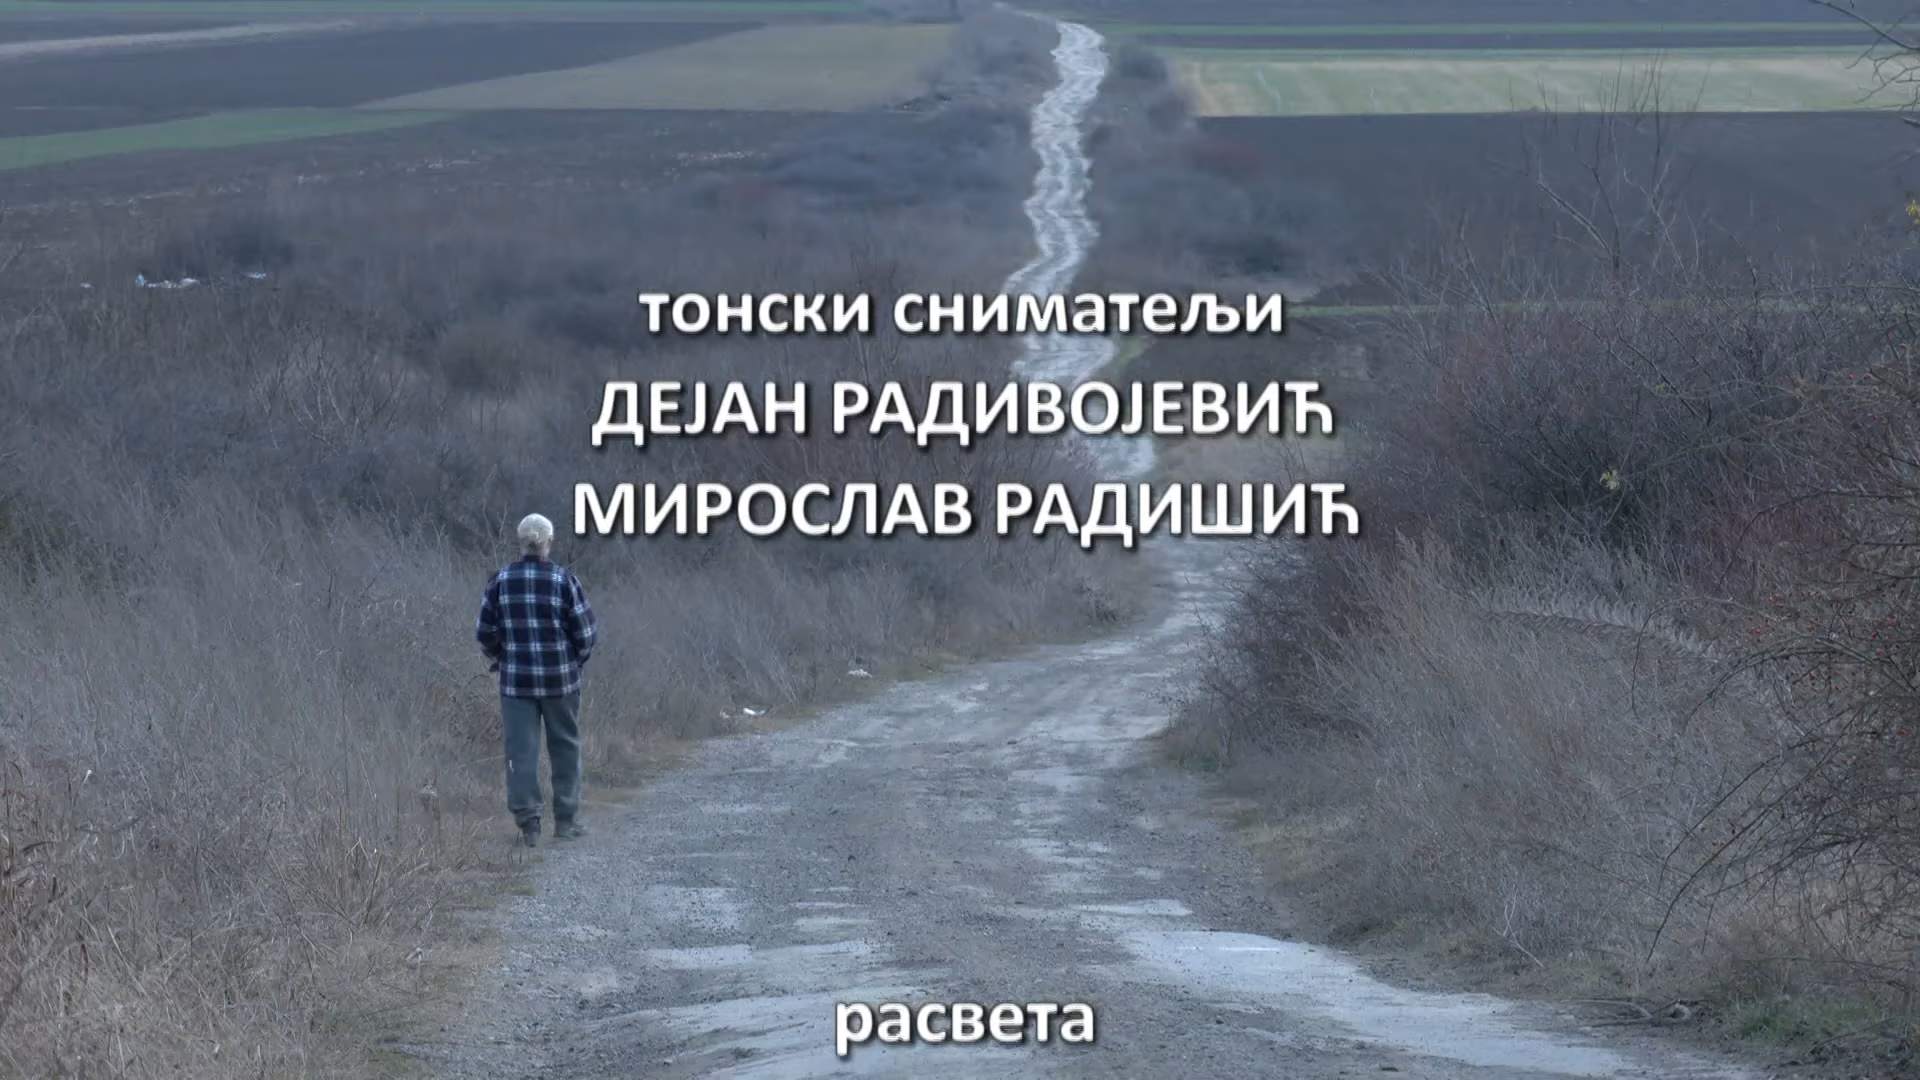 тонски сниматељи
ДЕЈАН РАДИВОЈЕВИЋ
МИРОСЛАВ РАДИШИЋ
расвета